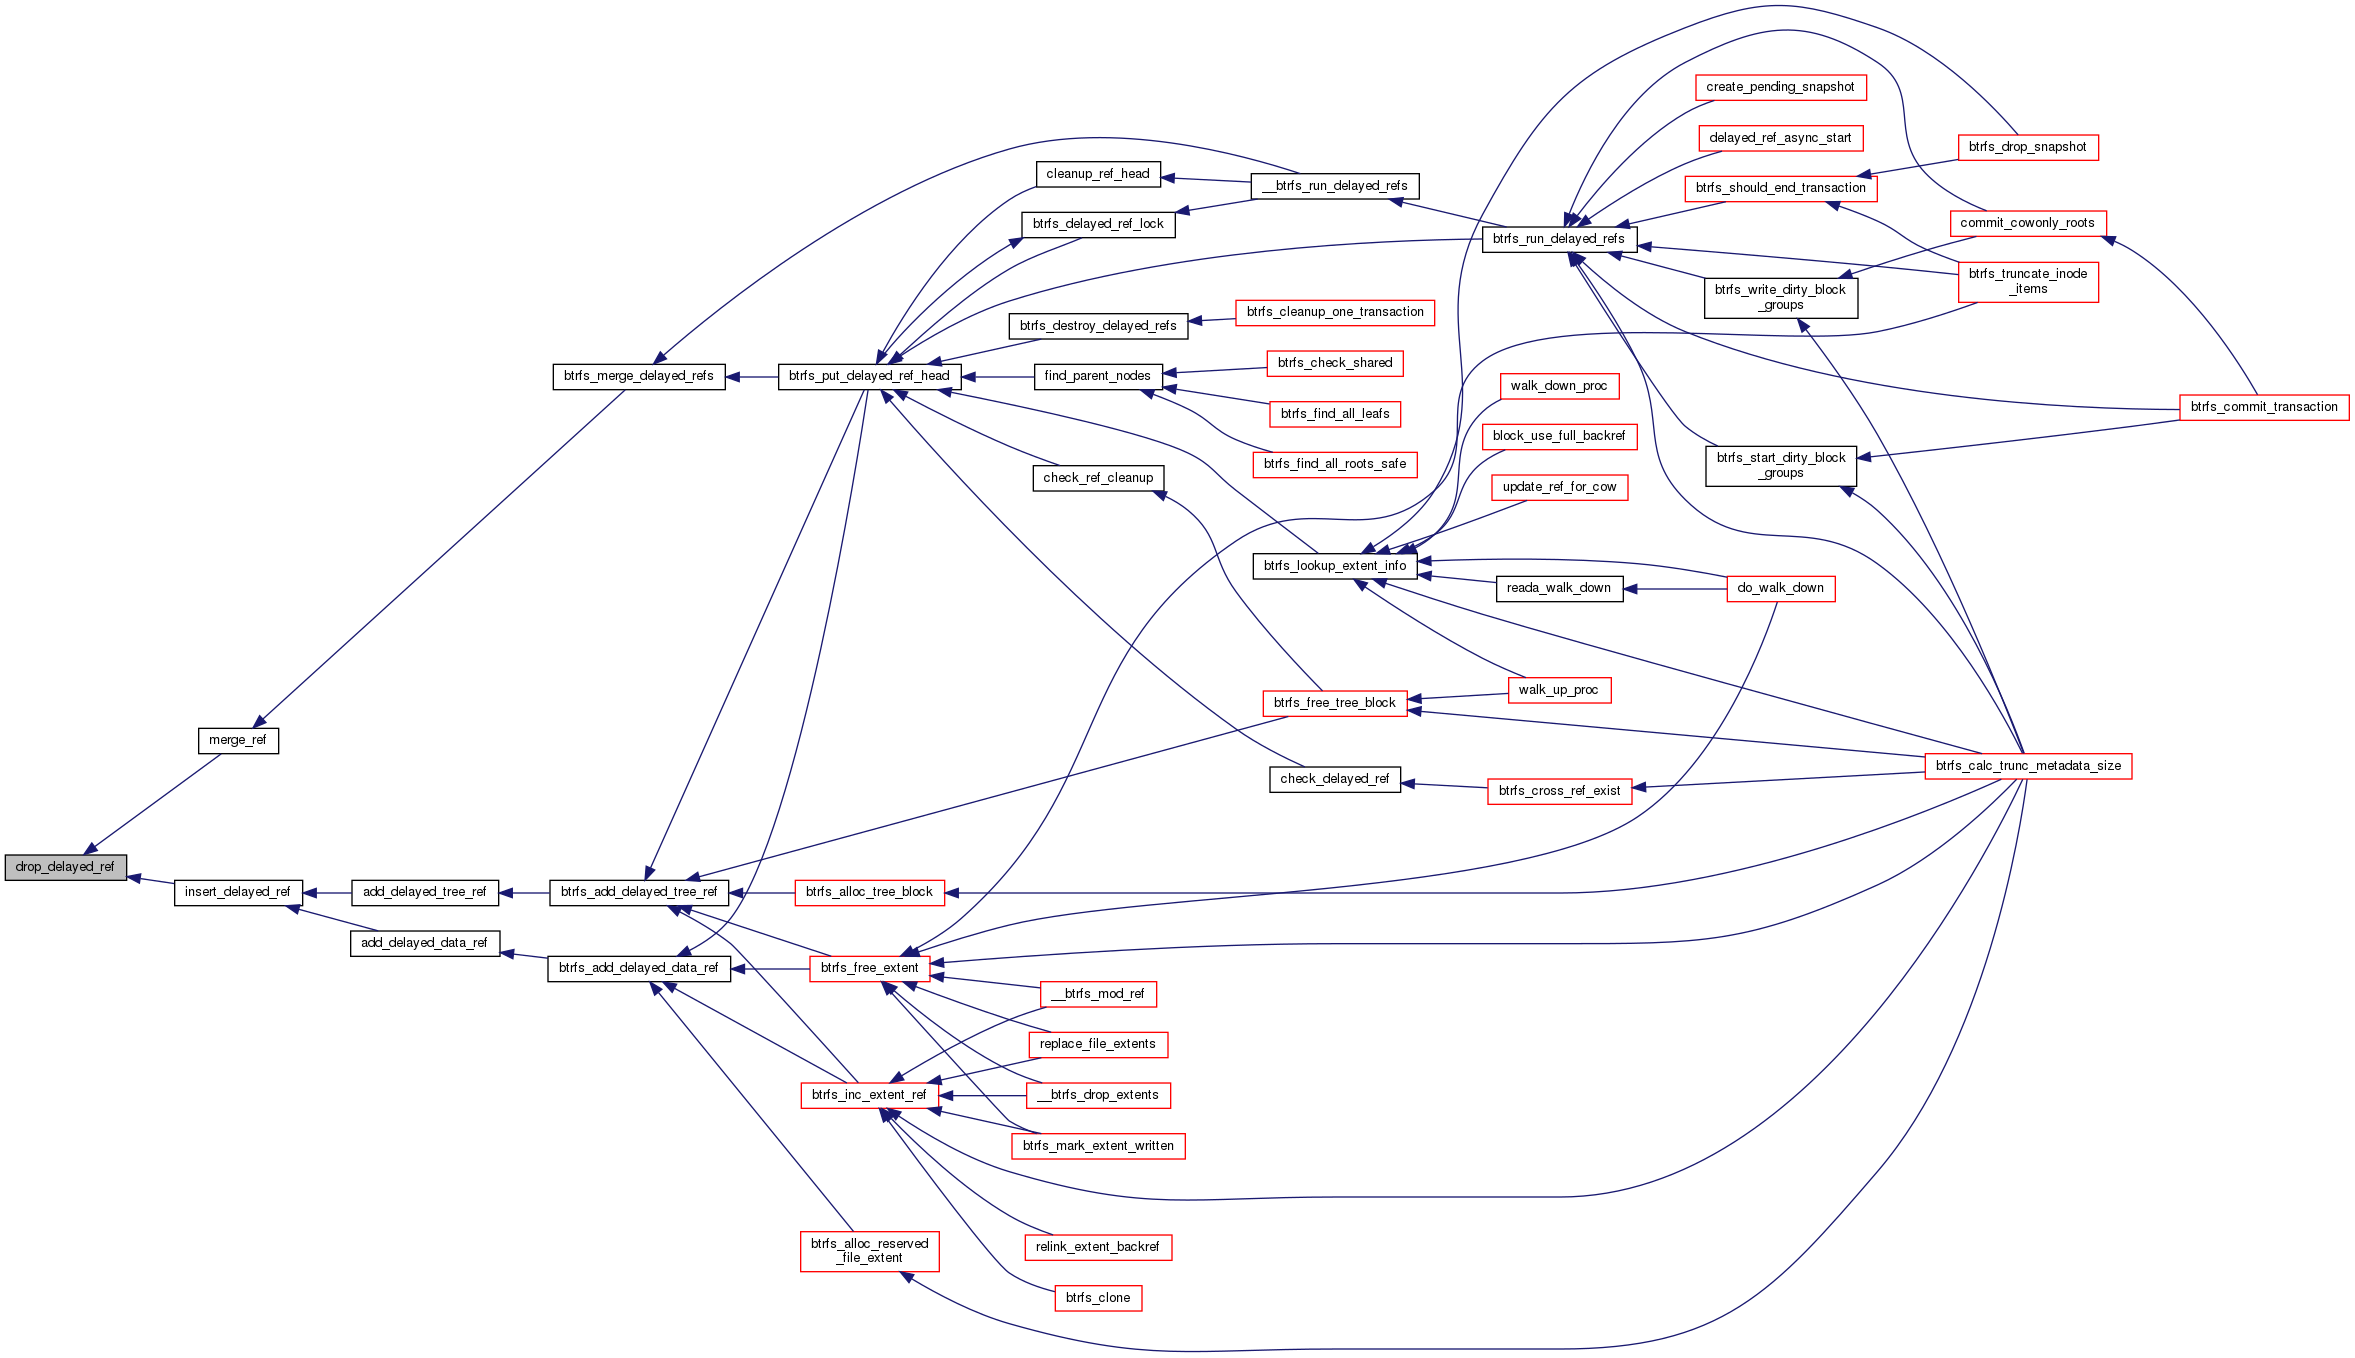 create_pending_snapshot
delayed_ref_async_start
btrfs_drop_snapshot
cleanup_ref_head
__btrfs_run_delayed_refs
btrfs_should_end_transaction
btrfs_delayed_ref_lock
commit_cowonly_roots
btrfs_run_delayed_refs
btrfs_truncate_inode
_items
btrfs_write_dirty_block
_groups
btrfs_cleanup_one_transaction
btrfs_destroy_delayed_refs
btrfs_check_shared
btrfs_merge_delayed_refs
btrfs_put_delayed_ref_head
find_parent_nodes
walk_down_proc
btrfs_find_all_leafs
btrfs_commit_transaction
block_use_full_backref
btrfs_find_all_roots_safe
btrfs_start_dirty_block
_groups
check_ref_cleanup
update_ref_for_cow
btrfs_lookup_extent_info
reada_walk_down
do_walk_down
walk_up_proc
btrfs_free_tree_block
merge_ref
btrfs_calc_trunc_metadata_size
check_delayed_ref
btrfs_cross_ref_exist
drop_delayed_ref
insert_delayed_ref
add_delayed_tree_ref
btrfs_add_delayed_tree_ref
btrfs_alloc_tree_block
add_delayed_data_ref
btrfs_add_delayed_data_ref
btrfs_free_extent
__btrfs_mod_ref
replace_file_extents
btrfs_inc_extent_ref
__btrfs_drop_extents
btrfs_mark_extent_written
btrfs_alloc_reserved
_file_extent
relink_extent_backref
btrfs_clone